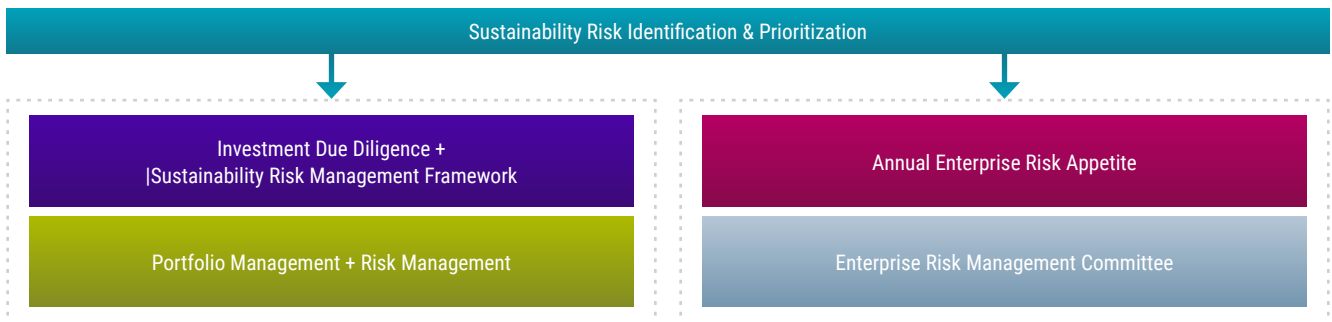 Sustainability Risk Identification & Prioritization
Investment Due Diligence +
|Sustainability Risk Management Framework
Annual Enterprise Risk Appetite
Portfolio Management + Risk Management
Enterprise Risk Management Committee